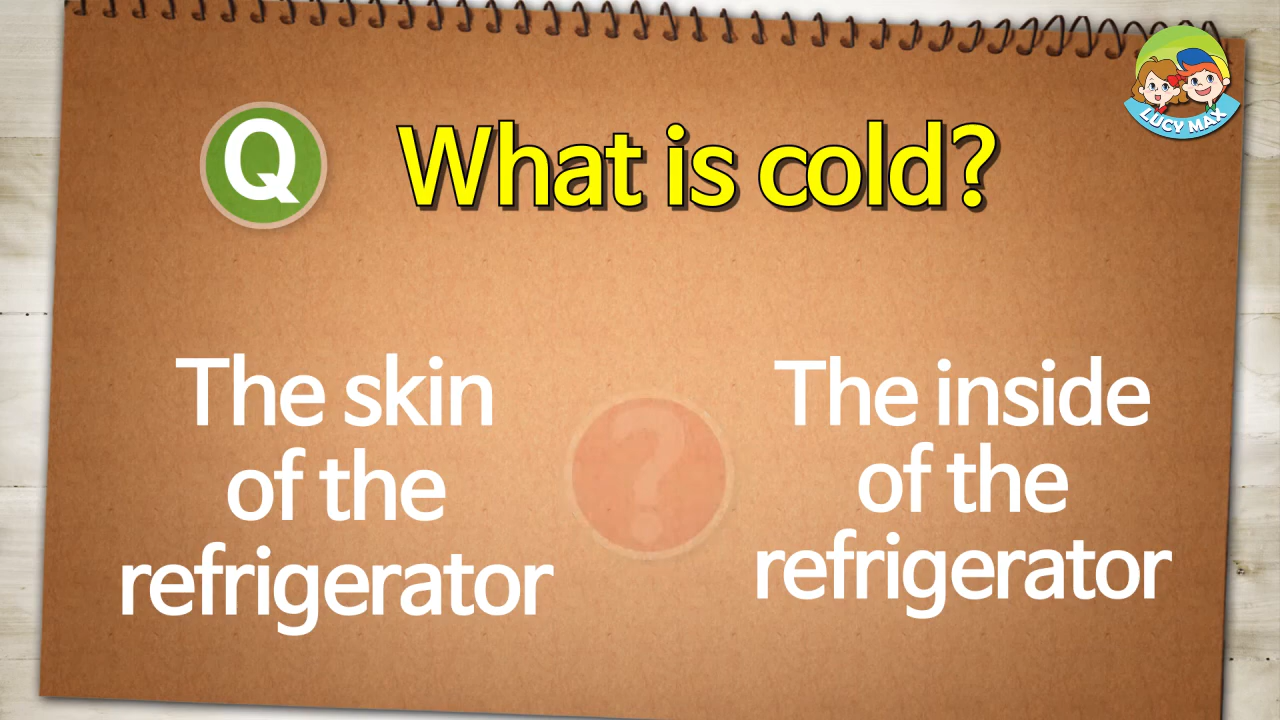 Q
What is cold?
LUCY MAX
The skin
of the
refrigerator
?
The inside
of the
refrigerator